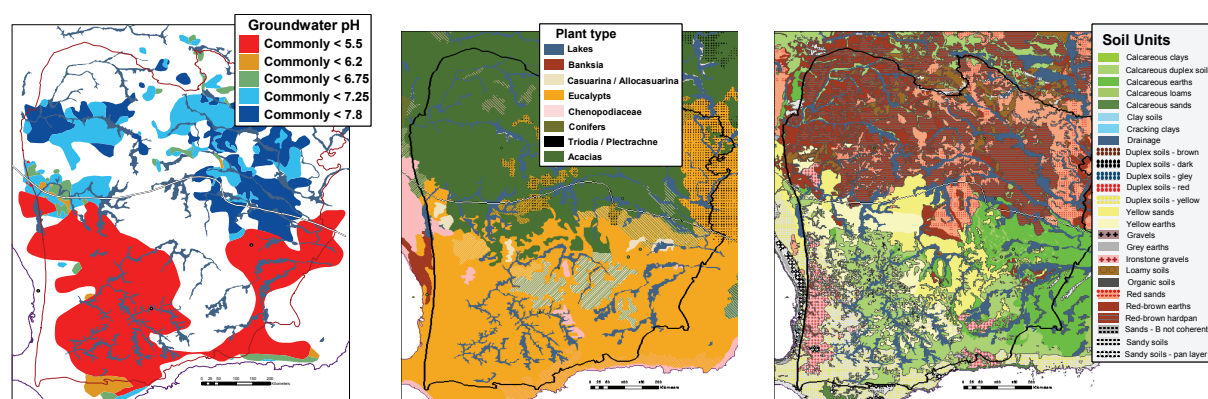 Groundwater pH
Commonly < 5.5
Commonly < 6.2
Commonly < 6.75
Commonly < 7.25
Commonly < 7.8
Plant type
Lakes
Banksia
Casuarina / Allocasuarina
Eucalypts
Chenopodiaceae
Conifers
Triodia / Plectrachne
Acacias
Soil Units
Calcareous clays
Calcareous duplex soil
Calcareous earths
Calcareous loams
Calcareous sands
Clay soils
Cracking clays
Drainage
Duplex soils - brown
Duplex soils - dark
Duplex soils - gley
Duplex soils - red
Duplex soils - yellow
Yellow sands
Yellow earths
Gravels
Grey earths
Ironstone gravels
Loamy soils
Organic soils
Red sands
Red-brown earths
Red-brown hardpan
Sands - B not coherent
Sandy soils
Sandy soils - pan layer